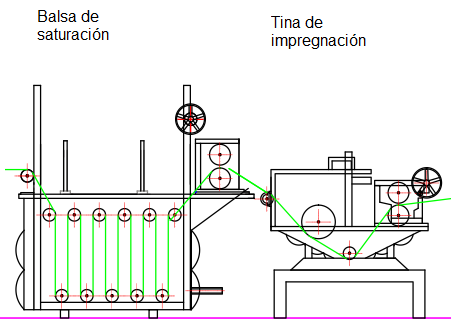 Balsa de
saturación
Tina de
impregnación